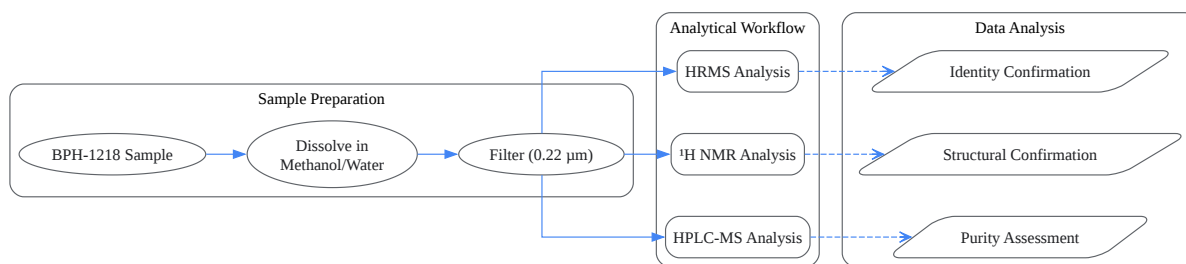 Sample Preparation
BPH-1218 Sample
Dissolve in
Methanol/Water
Filter (0.22 µm)
Analytical Workflow
HRMS Analysis
¹H NMR Analysis
HPLC-MS Analysis
Data Analysis
Identity Confirmation
Structural Confirmation
Purity Assessment